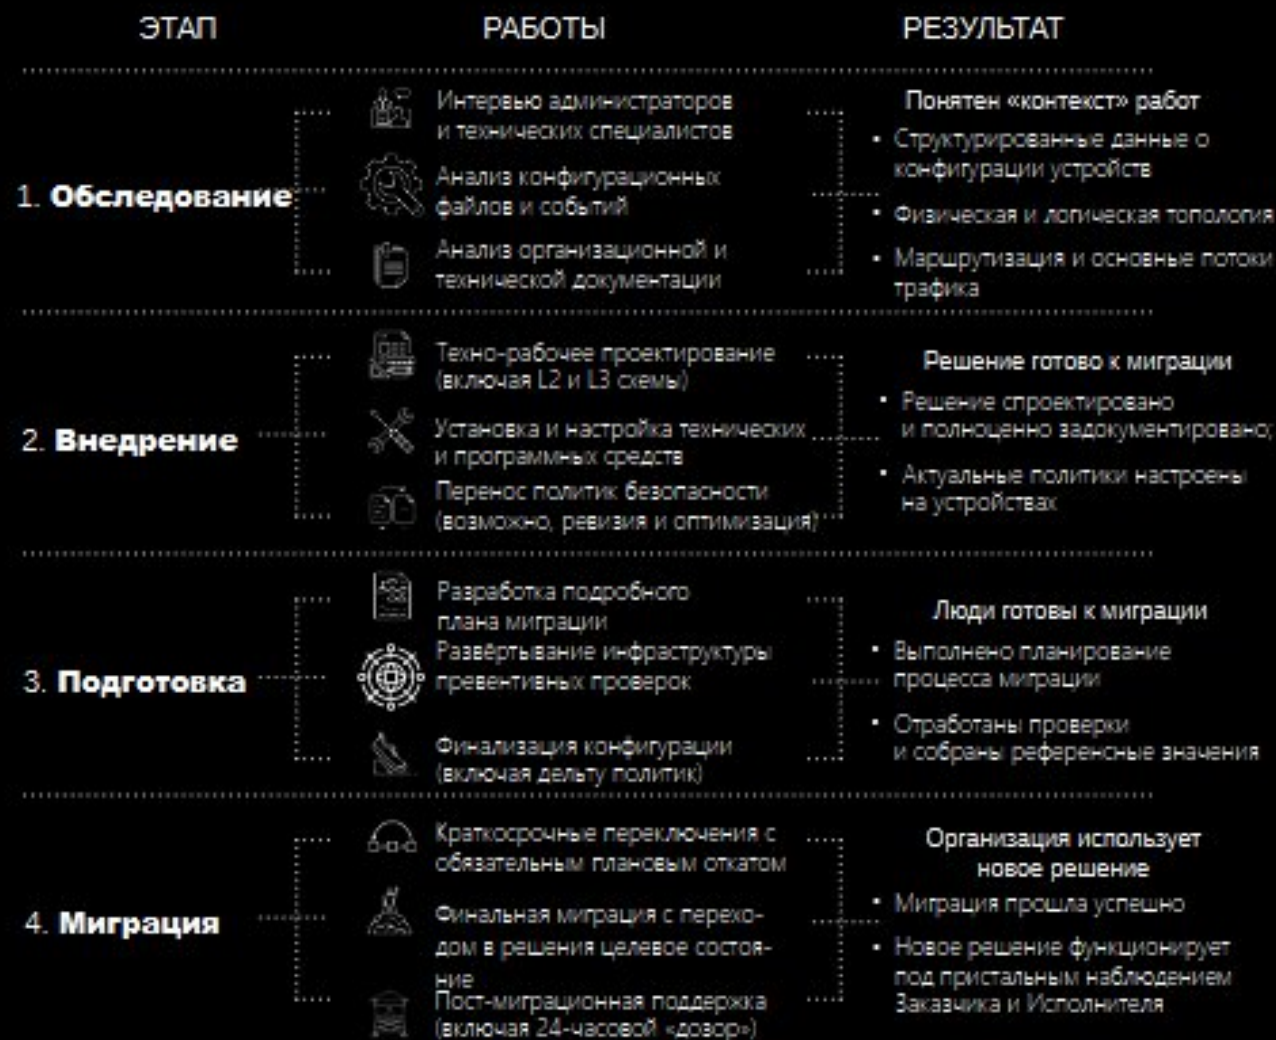 ЭТАП
РАБОТЫ
РЕЗУЛЬТАТ
1. Обследование
Интервью администраторов
и технических специалистов
Анализ конфигурационных
файлов и событий
Анализ организационной и
технической документации
Понятен «контекст» работ
• Структурированные данные о
конфигурации устройств
• Физическая и логическая топология
• Маршрутизация и основные потоки
трафика
2. Внедрение
Техно-рабочее проектирование
(включая L2 и L3 схемы)
Установка и настройка технических
и программных средств
Перенос политик безопасности
(возможно, ревизия и оптимизация)
Решение готово к миграции
• Решение спроектировано
и полноценно задокументировано;
• Актуальные политики настроены
на устройствах
3. Подготовка
Разработка подробного
плана миграции
Развёртывание инфраструктуры
превентивных проверок
Финализация конфигурации
(включая дельту политик)
Люди готовы к миграции
• Выполнено планирование
процесса миграции
• Отработаны проверки
и собраны референсные значения
4. Миграция
Краткосрочные переключения с
обязательным плановым откатом
Финальная миграция с перехо-
дом в решения целевое состоя-
ние
Пост-миграционная поддержка
(включая 24-часовой «дозор»)
Организация использует
новое решение
• Миграция прошла успешно
• Новое решение функционирует
под пристальным наблюдением
Заказчика и Исполнителя